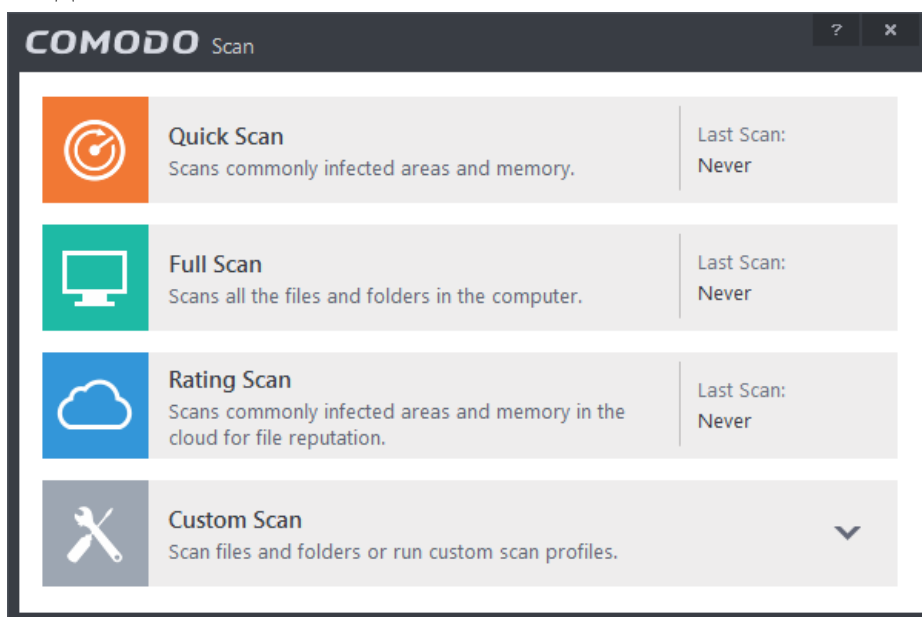 COMODO Scan
? x
Quick Scan
Scans commonly infected areas and memory.
Last Scan:
Never
Full Scan
Scans all the files and folders in the computer.
Last Scan:
Never
Rating Scan
Scans commonly infected areas and memory in the
cloud for file reputation.
Last Scan:
Never
Custom Scan
Scan files and folders or run custom scan profiles.